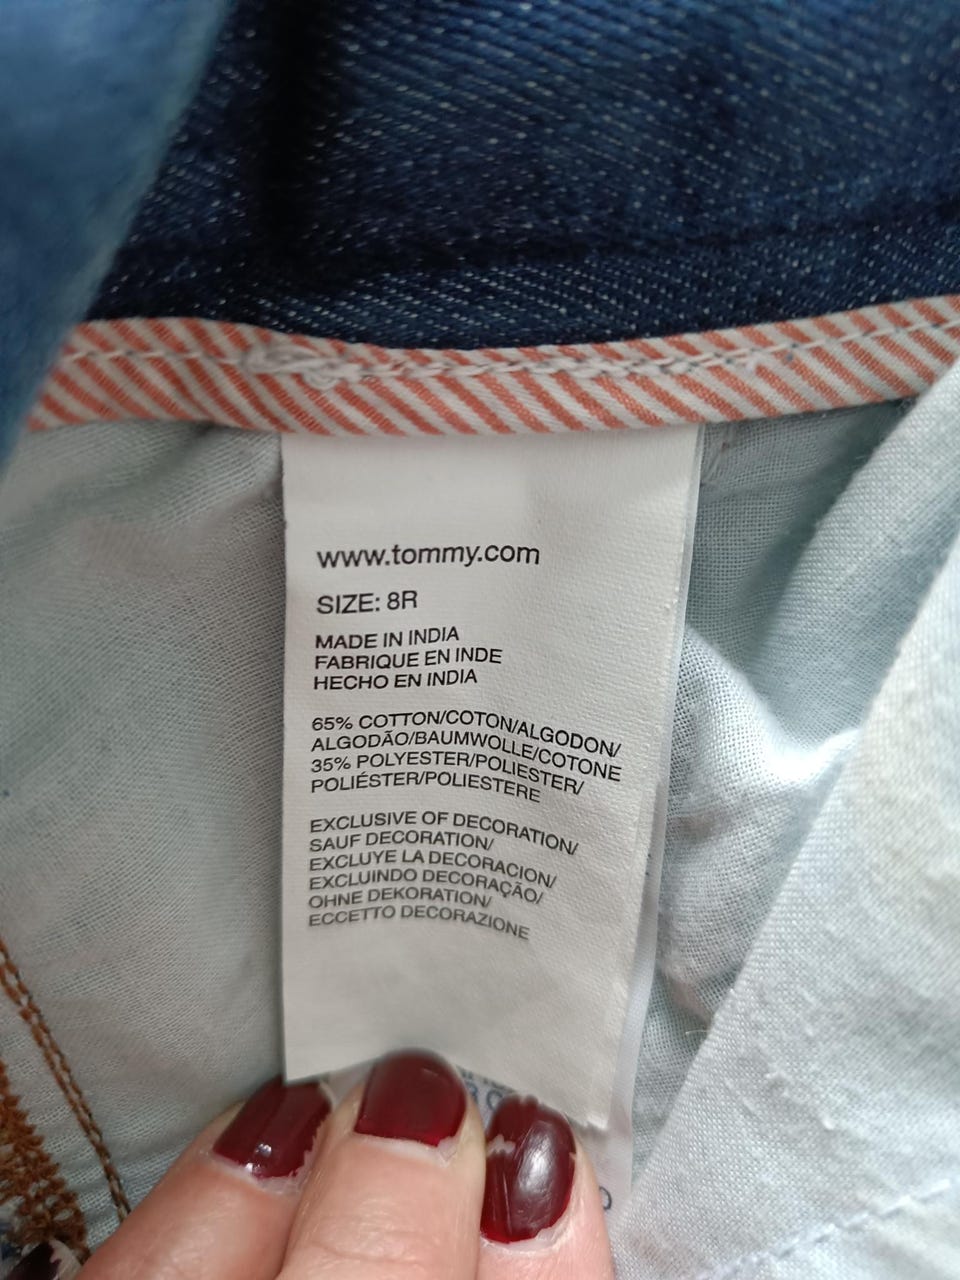 www.tommy.com
SIZE: 8R
MADE IN INDIA
FABRIQUE EN INDE
HECHO EN INDIA
65% COTTON/COTON/ALGODON/
ALGODÃO/BAUMWOLLE/COTONE
35% POLYESTER/POLIESTER/
POLIÉSTER/POLIESTERE
EXCLUSIVE OF DECORATION/
SAUF DECORATION/
EXCLUYE LA DECORACION/
EXCLUINDO DECORAÇÃO/
OHNE DEKORATION/
ECCETTO DECORAZIONE